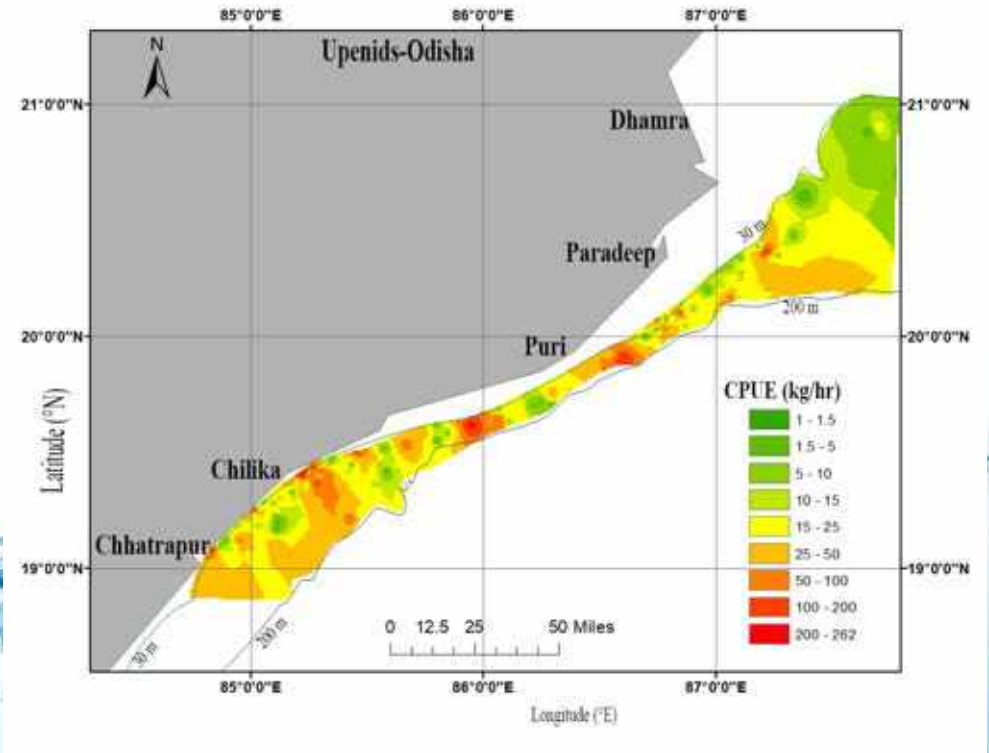 85°0'0"E 86°0'0"E 87°0'0"E
N
Upenids-Odisha
21°0'0"N 21°0'0"N
Dhamra
30 m
Paradeep
200 m
20°0'0"N 20°0'0"N
Puri
CPUE (kg/hr)
1 - 1.5
1.5 - 5
5 - 10
10 - 15
15 - 25
25 - 50
50 - 100
100 - 200
200 - 262
Latitude (°N)
Chilika
Chhatrapur
19°0'0"N 19°0'0"N
0 12.5 25 50 Miles
30 m
200 m
85°0'0"E 86°0'0"E 87°0'0"E
Longitude (°E)